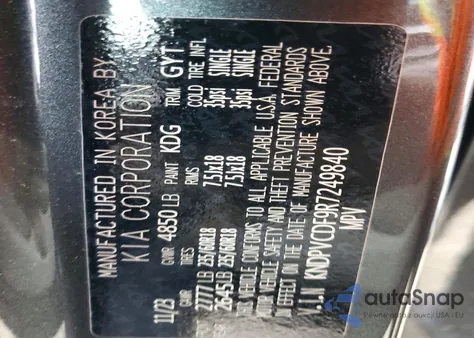 MANUFACTURED IN KOREA BY
KIA CORPORATION
11/23 GVWR 4850 LB PAINT KDG TRIM GYT
GAWR TIRES RIMS COLD TIRE INFL
2777 LB 235/60R18 7.5Jx18 35psi SINGLE
2645 LB 235/60R18 7.5Jx18 35psi SINGLE
THIS VEHICLE CONFORMS TO ALL APPLICABLE U.S.A. FEDERAL
MOTOR VEHICLE SAFETY AND THEFT PREVENTION STANDARDS
IN EFFECT ON THE DATE OF MANUFACTURE SHOWN ABOVE.
KNDPVCDF9R7249840
MPV
autoSnap